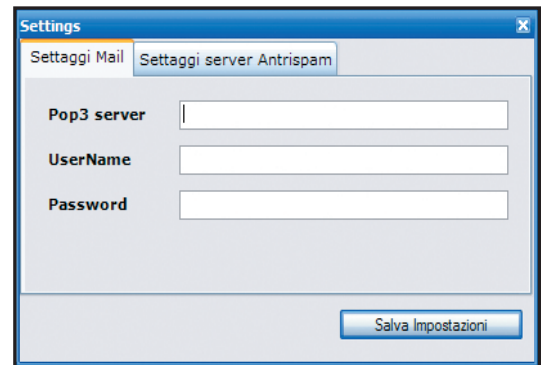 Settings
Settaggi Mail
Settaggi server Antrispam
Pop3 server
UserName
Password
Salva Impostazioni